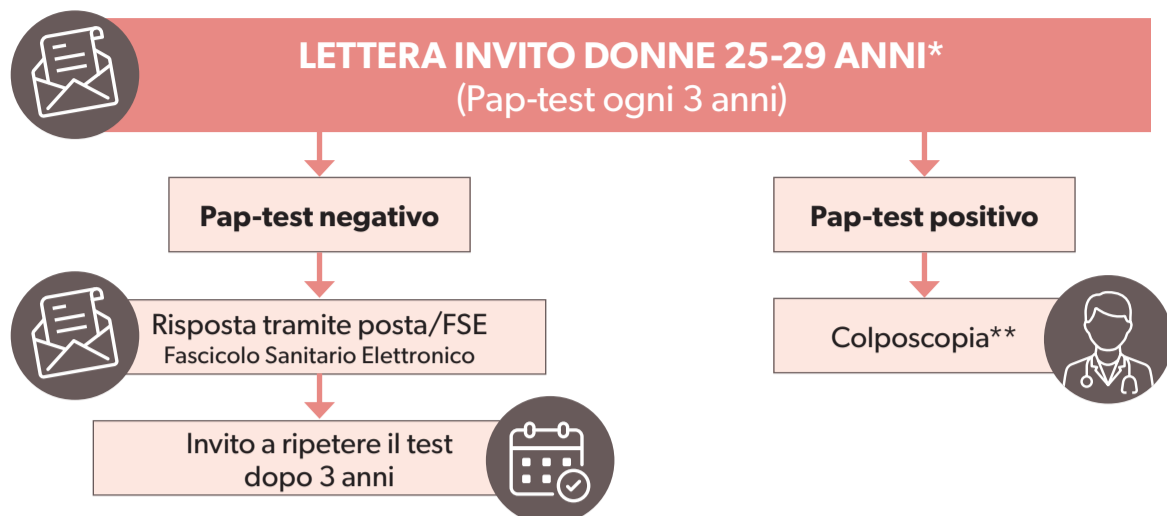 LETTERA INVITO DONNE 25-29 ANNI*
(Pap-test ogni 3 anni)
Pap-test negativo
Pap-test positivo
Risposta tramite posta/FSE
Fascicolo Sanitario Elettronico
Colposcopia**
Invito a ripetere il test
dopo 3 anni